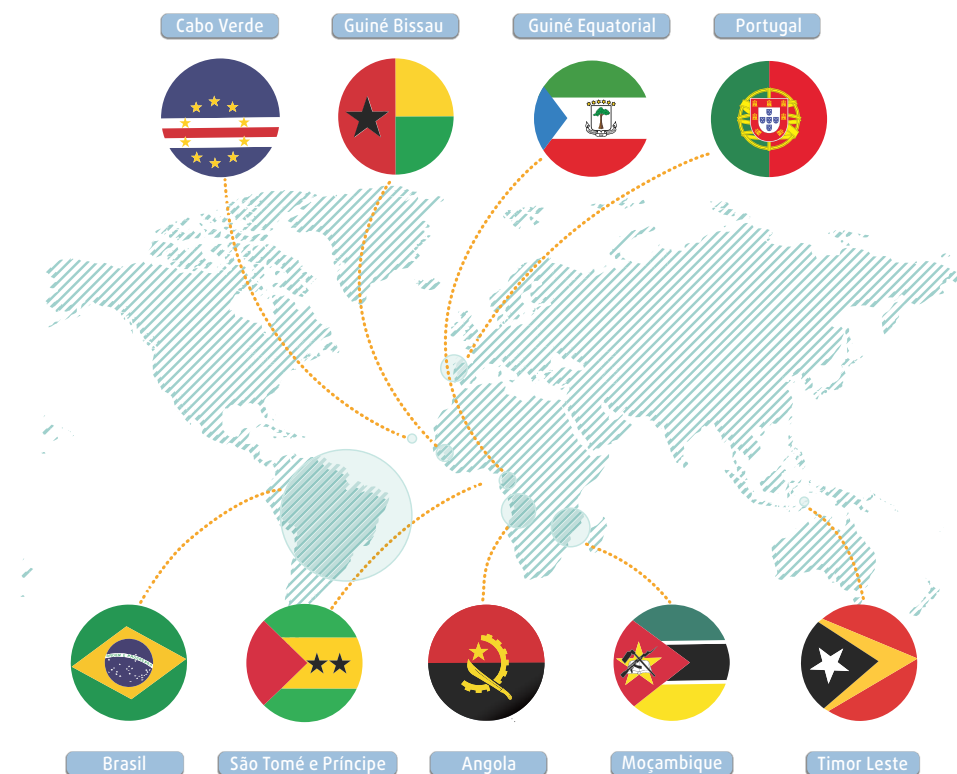 Cabo Verde
Guiné Bissau
Guiné Equatorial
Portugal
Brasil
São Tomé e Príncipe
Angola
Moçambique
Timor Leste